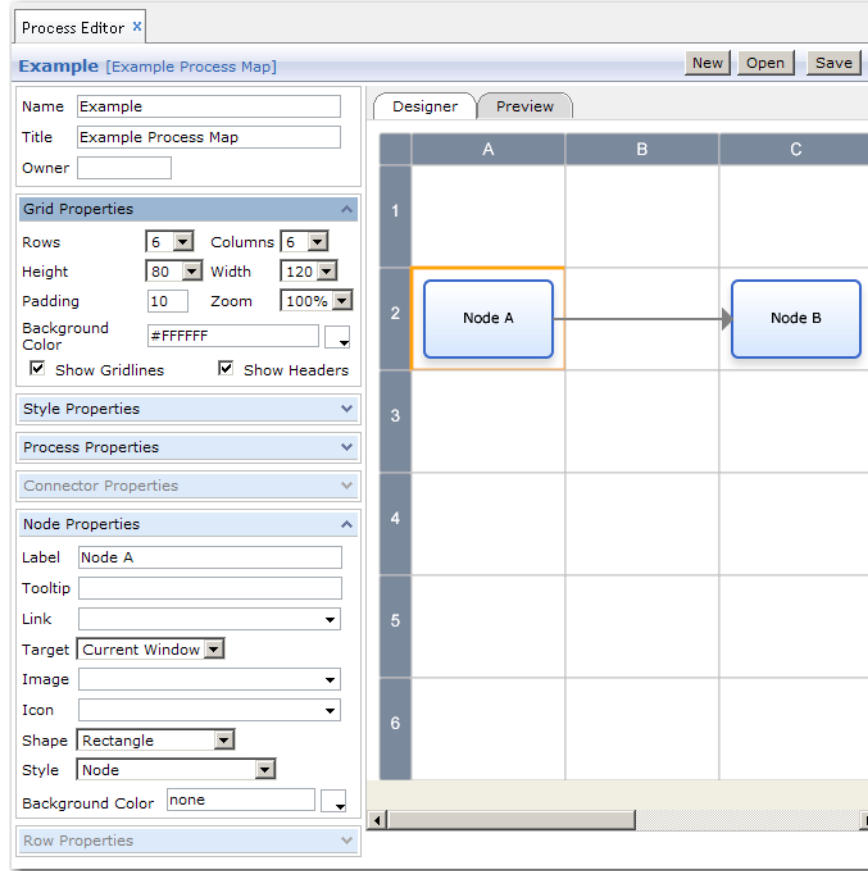 Process Editor x
Example [Example Process Map]
New Open Save
Name Example
Title Example Process Map
Owner
Grid Properties
Rows 6 Columns 6
Height 80 Width 120
Padding 10 Zoom 100%
Background Color #FFFFFF
Show Gridlines Show Headers
Style Properties
Process Properties
Connector Properties
Node Properties
Label Node A
Tooltip
Link
Target Current Window
Image
Icon
Shape Rectangle
Style Node
Background Color none
Row Properties
Designer Preview
A B C
1
2 Node A Node B
3
4
5
6